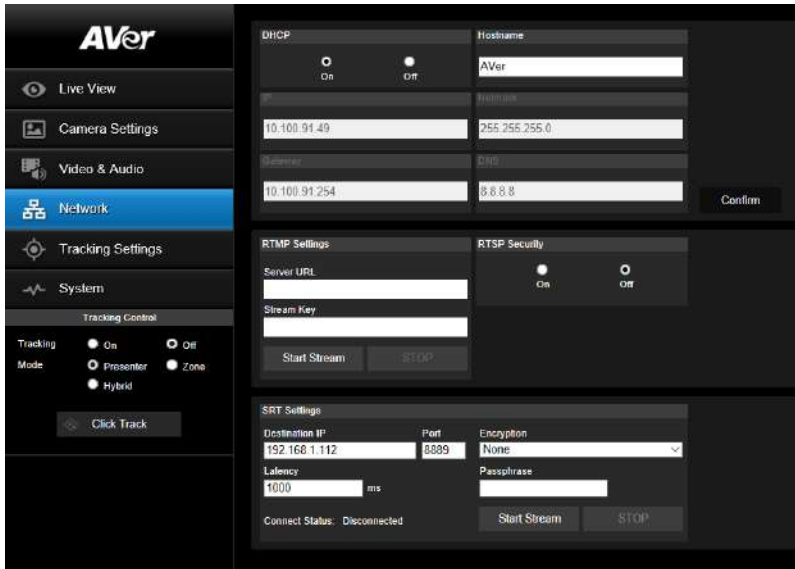 AVer
Live View
Camera Settings
Video & Audio
Network
Tracking Settings
System
Tracking Control
Tracking On Off
Mode Presenter Zone
Hybrid
Click Track
DHCP Hostname
On Off AVer
IP Netmask
10.100.91.49 255.255.255.0
Gateway DNS
10.100.91.254 8.8.8.8
Confirm
RTMP Settings RTSP Security
Server URL On Off
Stream Key
Start Stream STOP
SRT Settings
Destination IP Port Encryption
192.168.1.112 8889 None
Latency Passphrase
1000 ms
Connect Status: Disconnected Start Stream STOP